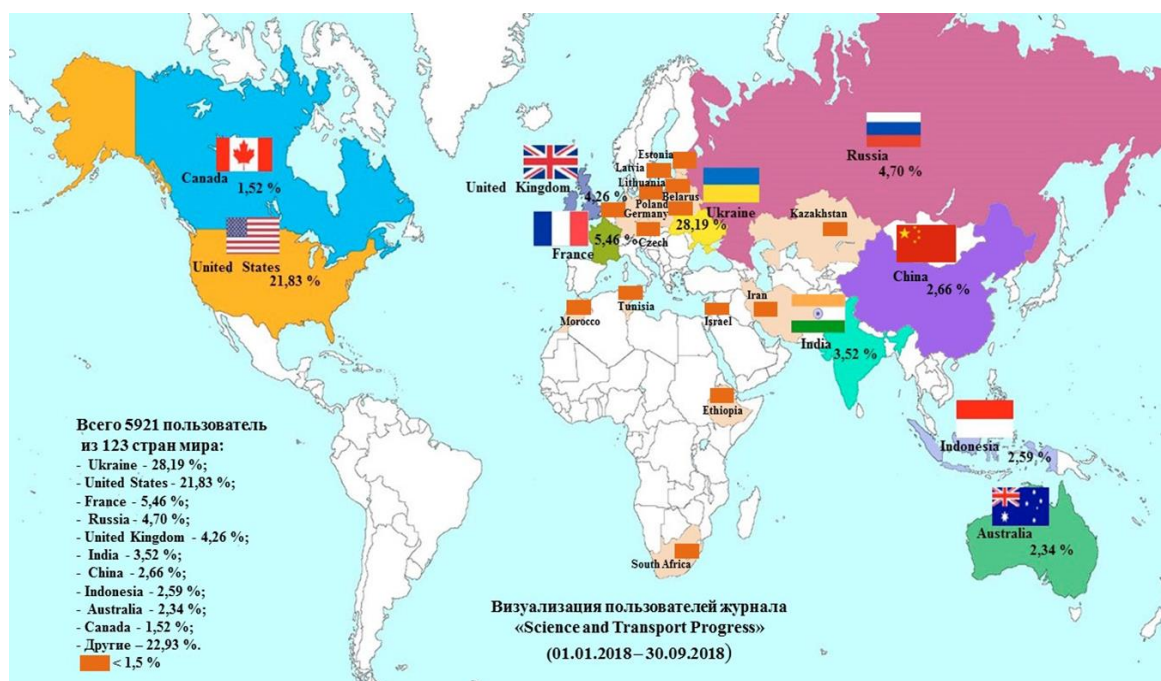 Canada
1,52 %
United States
21,83 %
United Kingdom
4,26 %
France
5,46 %
Estonia
Latvia
Lithuania
Belarus
Poland
Germany
Czech
Ukraine
28,19 %
Russia
4,70 %
Kazakhstan
China
2,66 %
Iran
India
3,52 %
Morocco
Tunisia
Israel
Ethiopia
South Africa
Indonesia
2,59 %
Australia
2,34 %
Всего 5921 пользователь
из 123 стран мира:
- Ukraine - 28,19 %;
- United States - 21,83 %;
- France - 5,46 %;
- Russia - 4,70 %;
- United Kingdom - 4,26 %;
- India - 3,52 %;
- China - 2,66 %;
- Indonesia - 2,59 %;
- Australia - 2,34 %;
- Canada - 1,52 %;
- Другие – 22,93 %.
< 1,5 %
Визуализация пользователей журнала
«Science and Transport Progress»
(01.01.2018 – 30.09.2018)